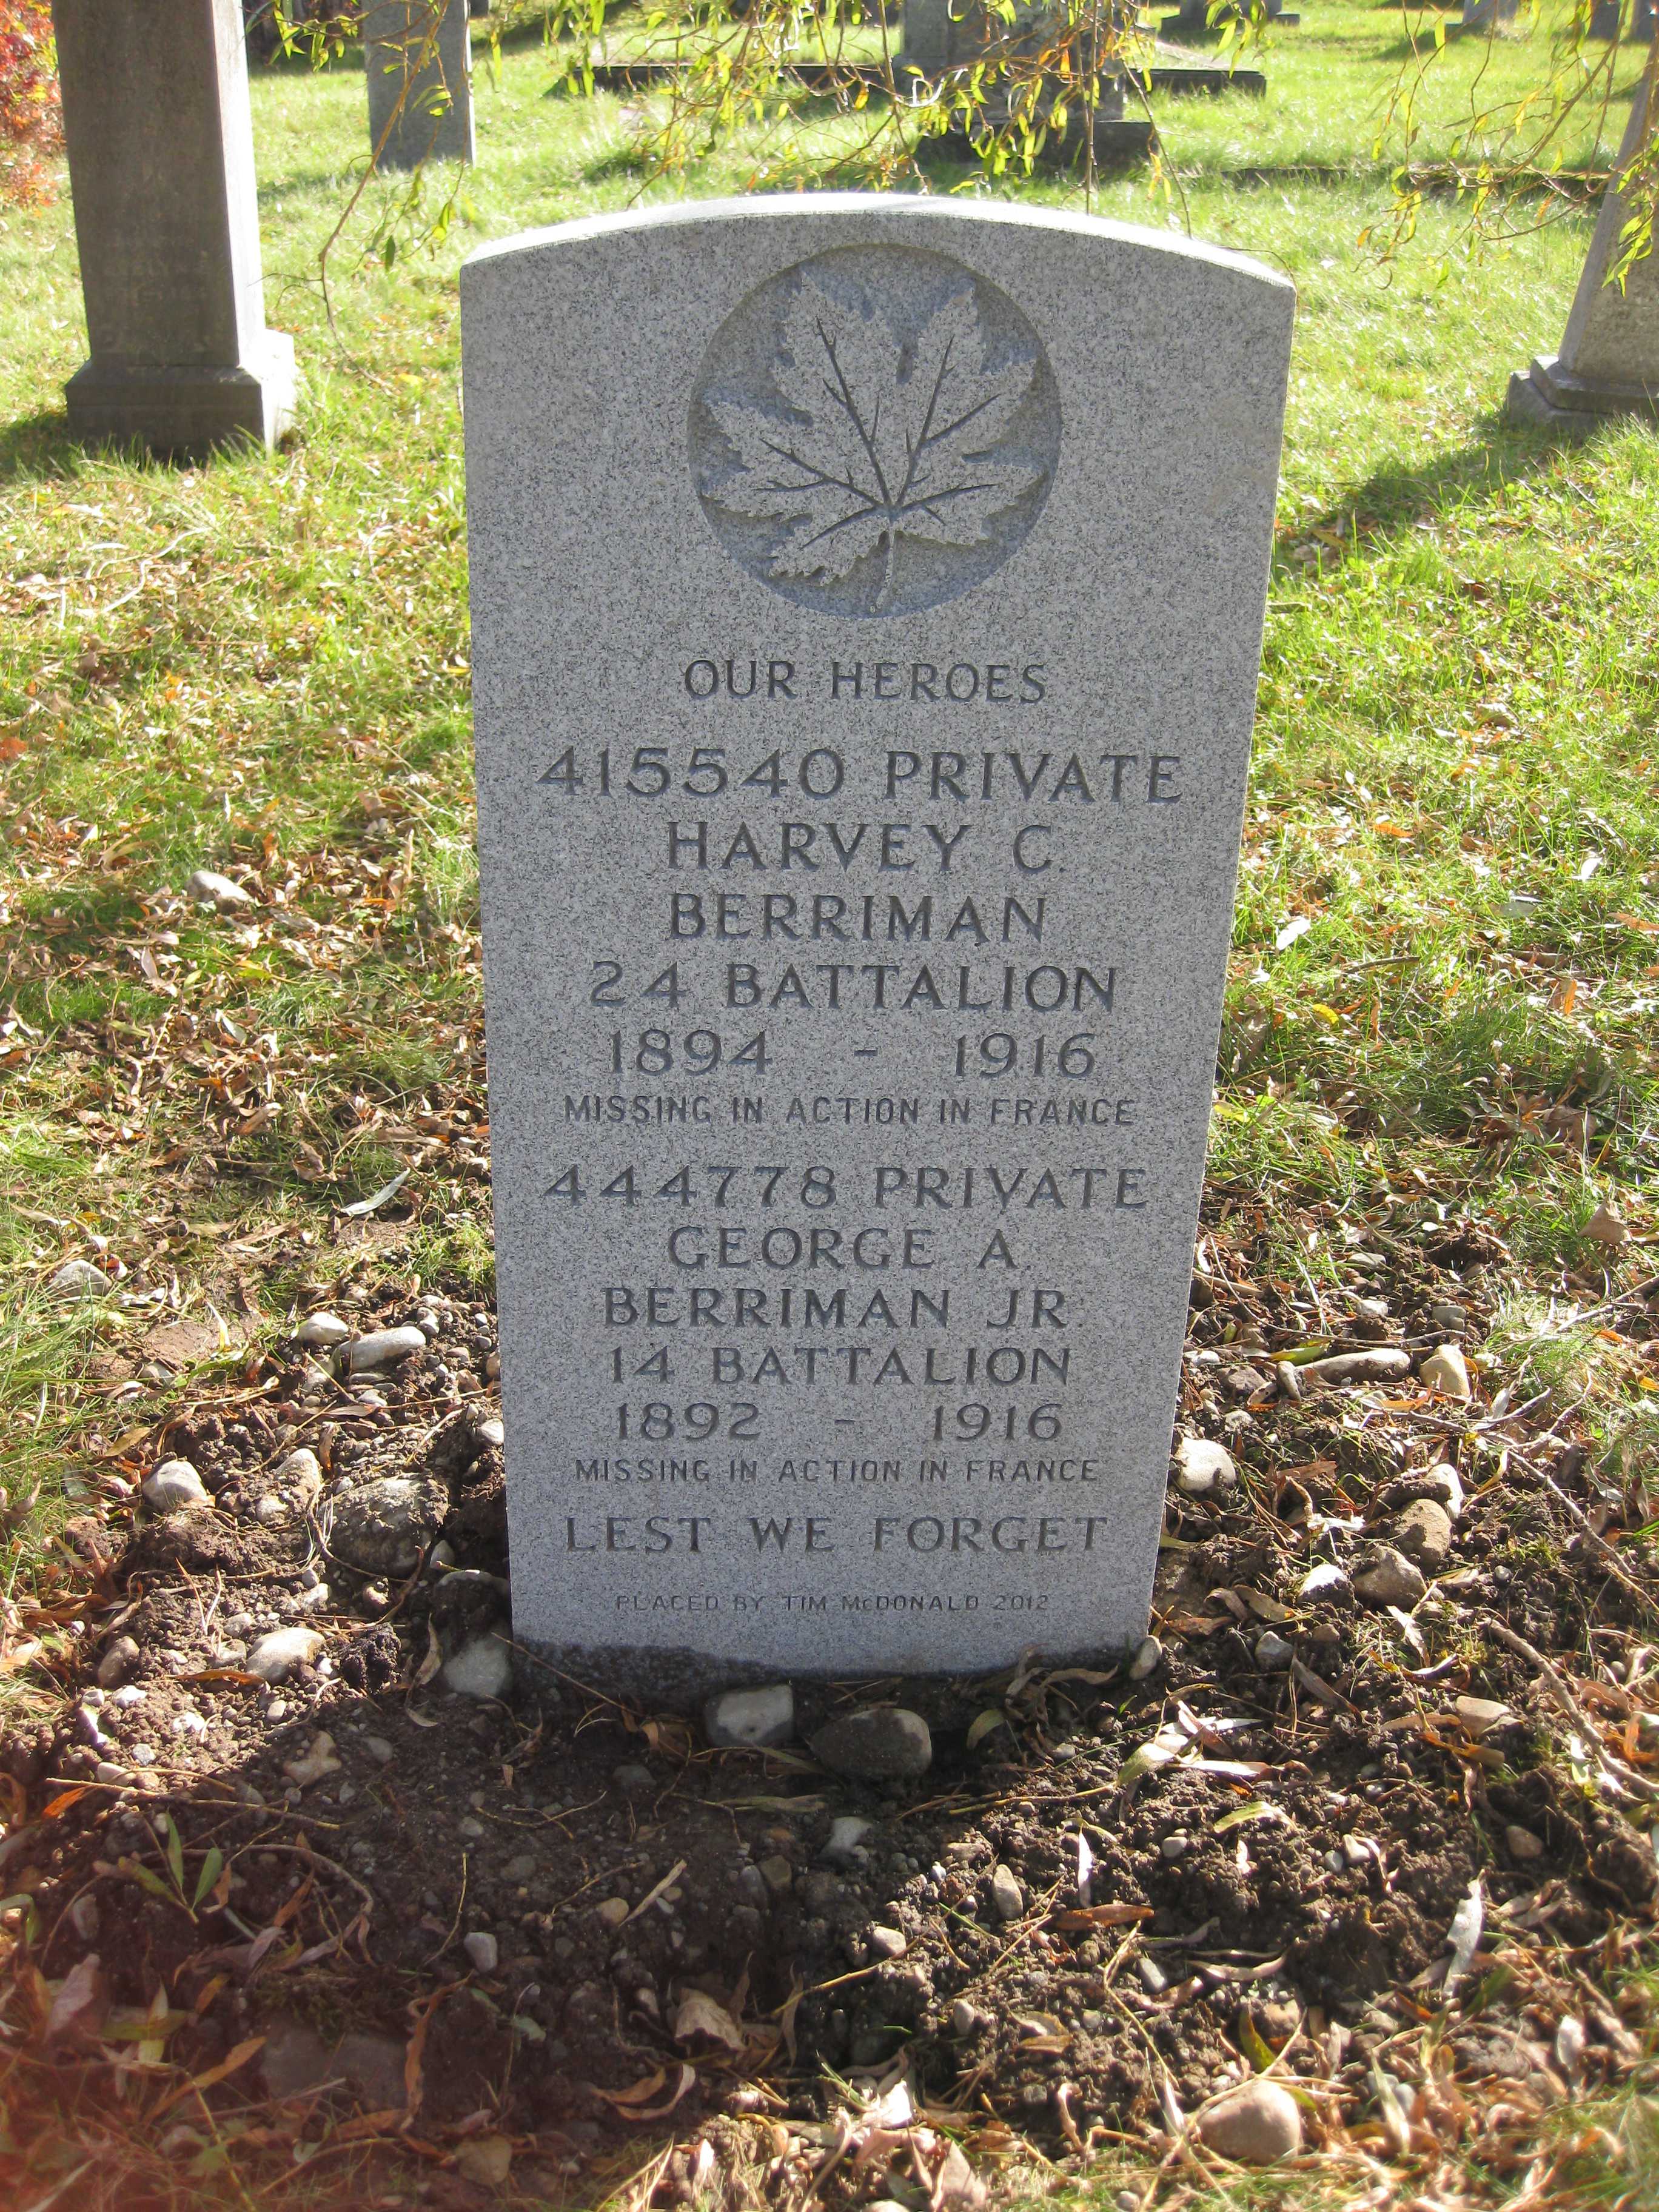 OUR HEROES
415540 PRIVATE
HARVEY C.
BERRIMAN
24 BATTALION
1894 - 1916
MISSING IN ACTION IN FRANCE
444778 PRIVATE
GEORGE A.
BERRIMAN JR.
14 BATTALION
1892 - 1916
MISSING IN ACTION IN FRANCE
LEST WE FORGET
PLACED BY TIM McDONALD 2012